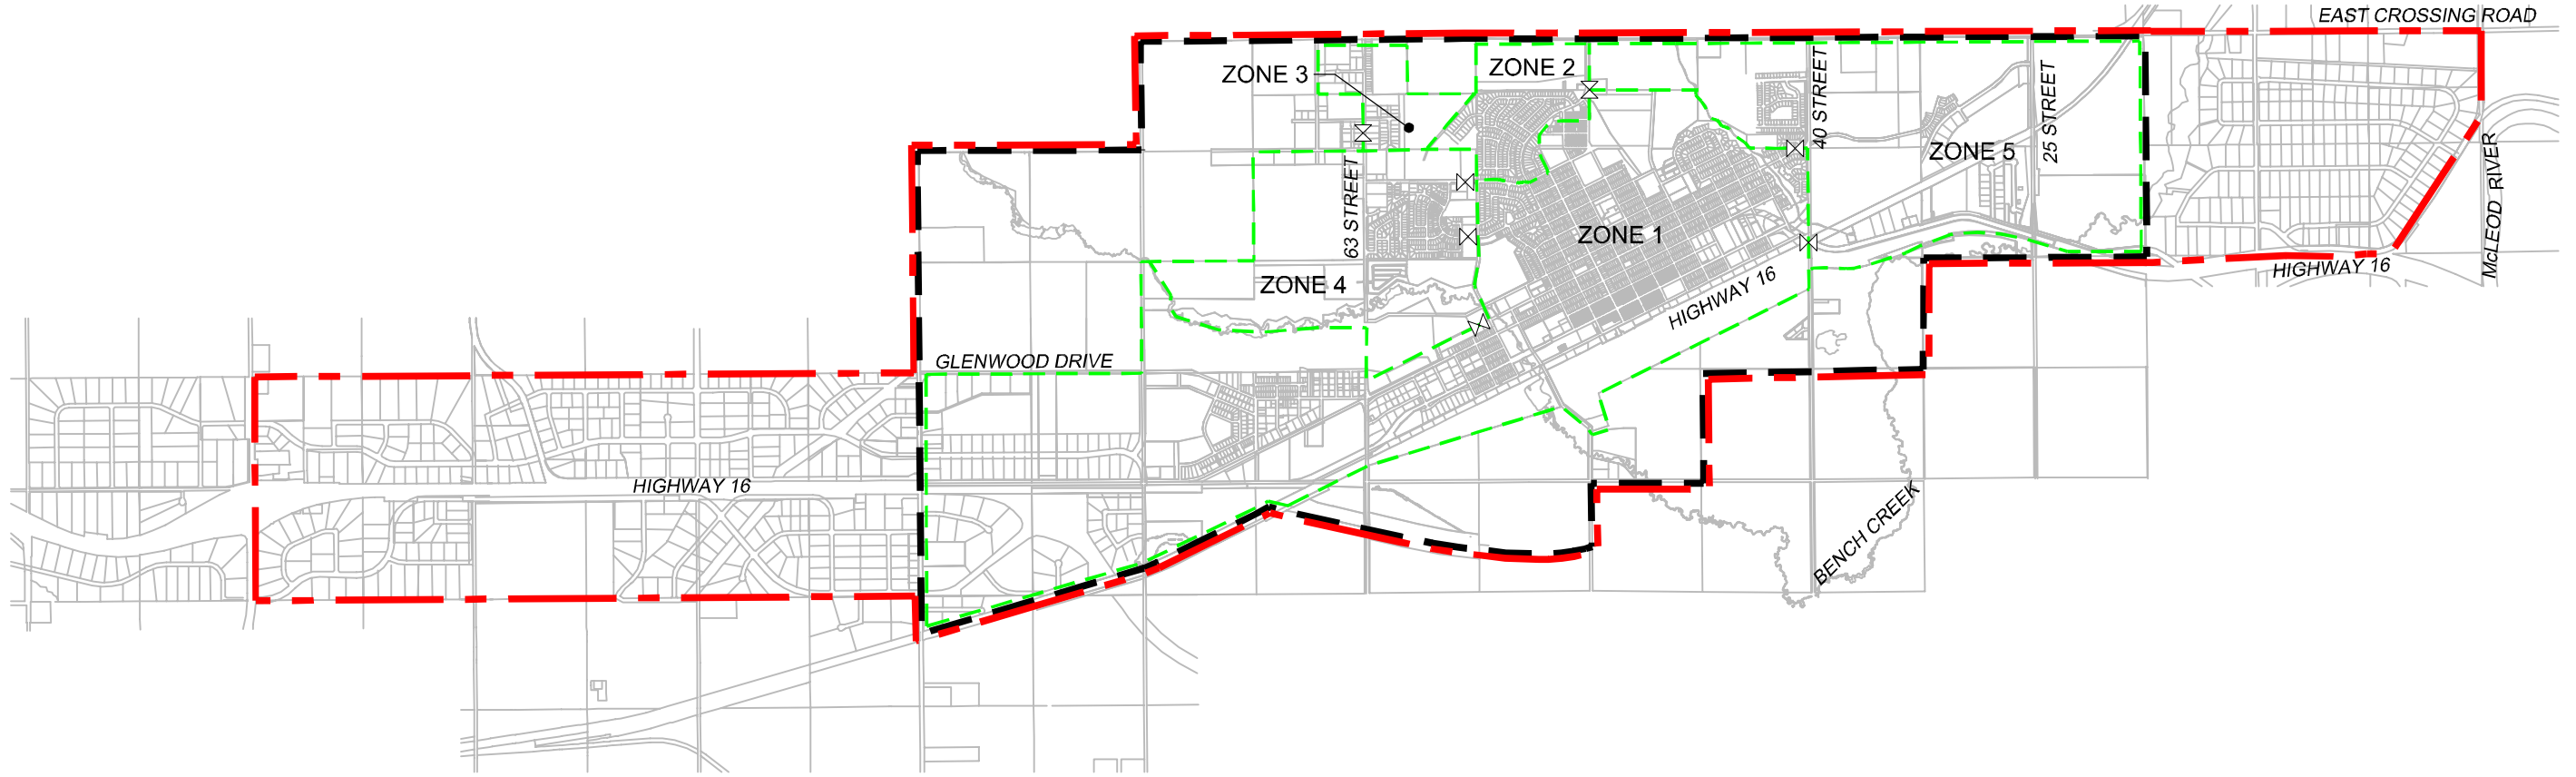 EAST CROSSING ROAD
ZONE 3
ZONE 2
40 STREET
25 STREET
ZONE 5
McLEOD RIVER
63 STREET
ZONE 1
HIGHWAY 16
ZONE 4
HIGHWAY 16
GLENWOOD DRIVE
HIGHWAY 16
BENCH CREEK